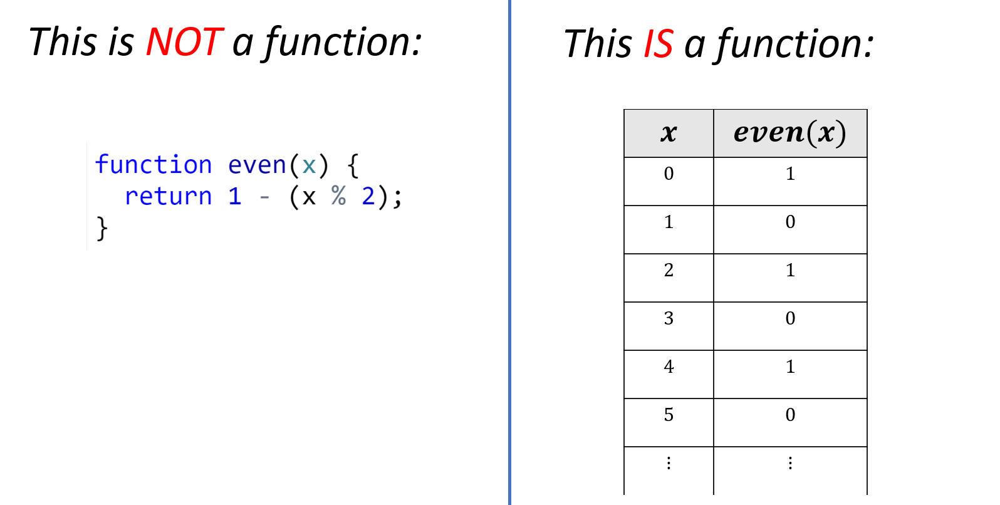 This is NOT a function:
function even(x) {
  return 1 - (x % 2);
}
This IS a function:
x even(x)
0 1
1 0
2 1
3 0
4 1
5 0
⋮ ⋮